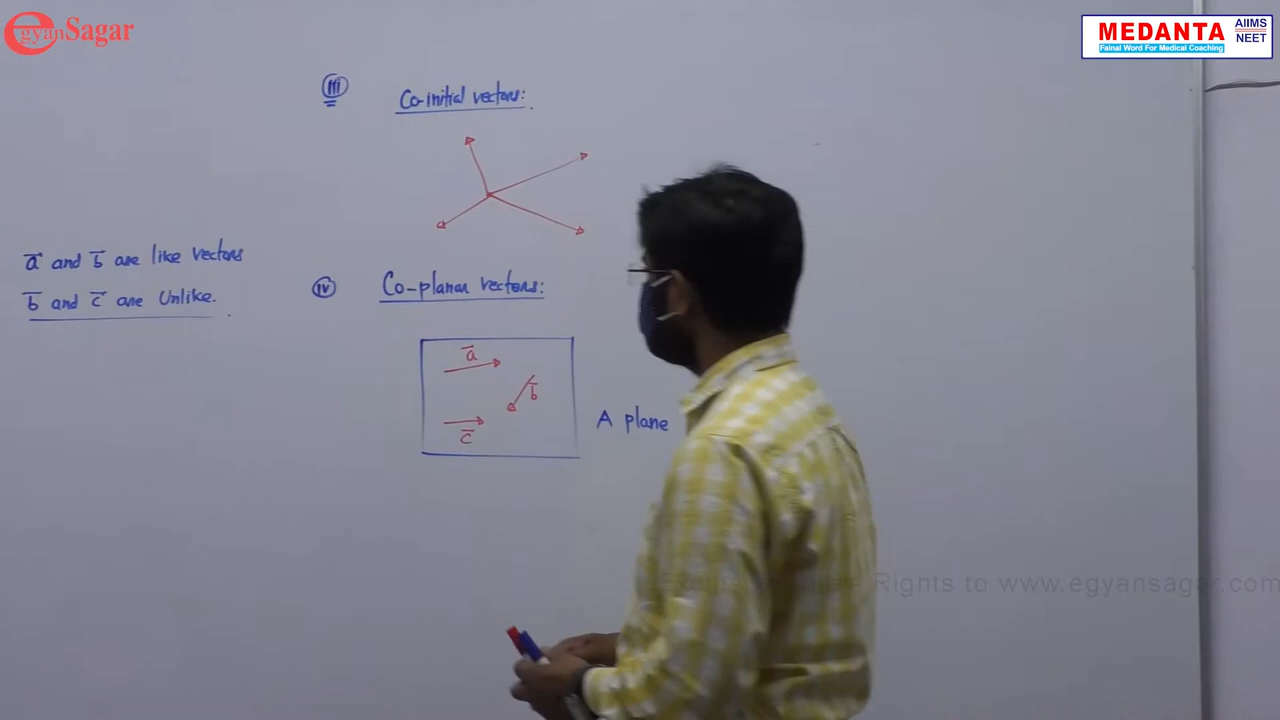 egyanSagar
MEDANTA
Fainal Word For Medical Coaching
AIIMS
NEET
iii Co-initial vectors:
a and b are like vectors
b and c are Unlike.
iv Co-planar vectors:
a
b
c
A plane
Rights to www.egyansagar.com